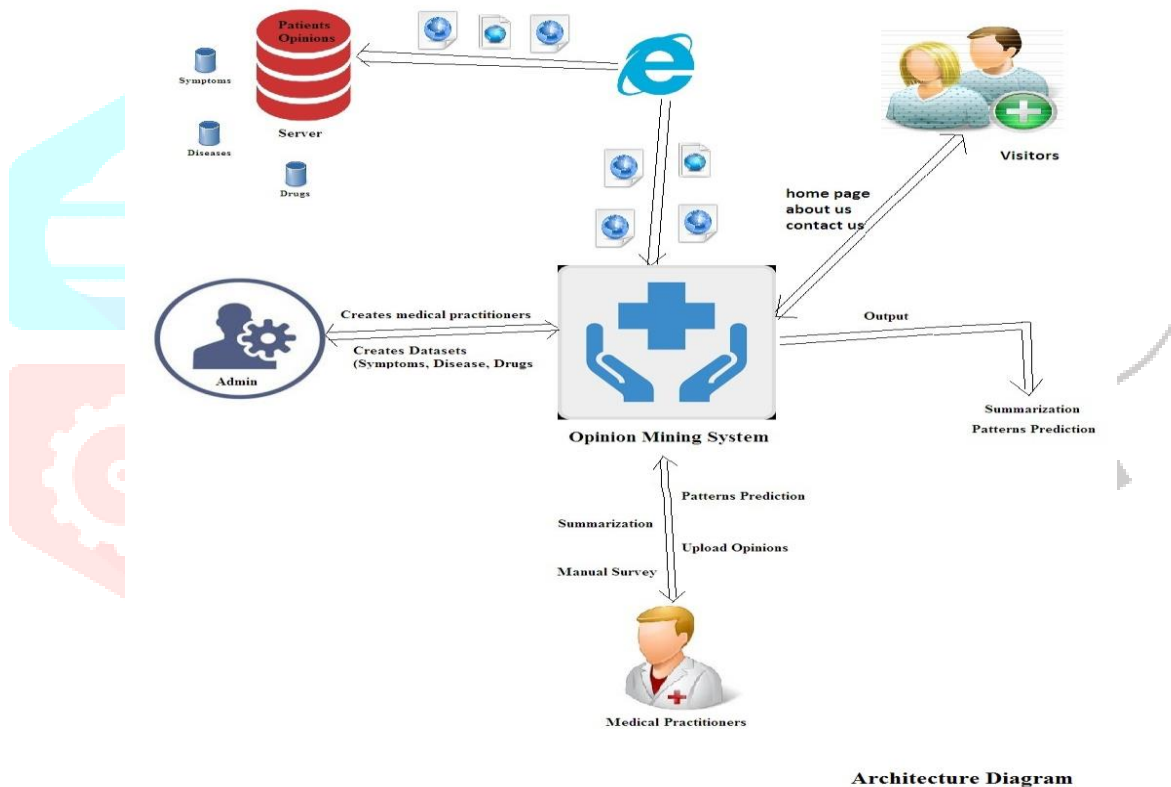 Patients
Opinions
Symptoms
Server
Diseases
Drugs
Visitors
home page
about us
contact us
Creates medical practitioners
Creates Datasets
(Symptoms, Disease, Drugs
Admin
Output
Summarization
Patterns Prediction
Opinion Mining System
Patterns Prediction
Summarization
Upload Opinions
Manual Survey
Medical Practitioners
Architecture Diagram